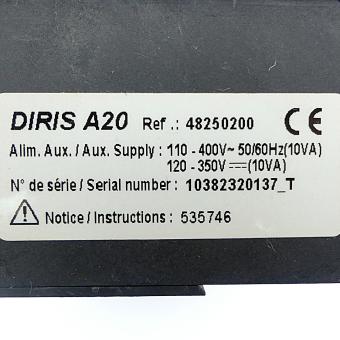 DIRIS A20 Ref .: 48250200 CE
Alim. Aux. / Aux. Supply : 110 - 400V~ 50/60Hz(10VA)
120 - 350V⎓(10VA)
N° de série / Serial number : 10382320137_T
Notice / Instructions : 535746